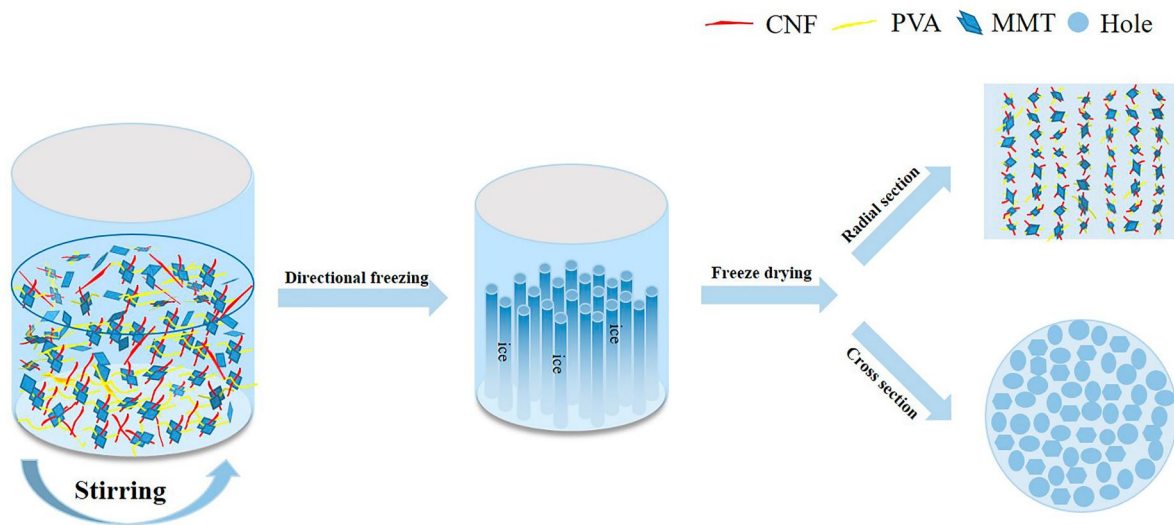 CNF PVA MMT Hole
Directional freezing
Freeze drying
Radial section
Cross section
ice
ice
ice
Stirring